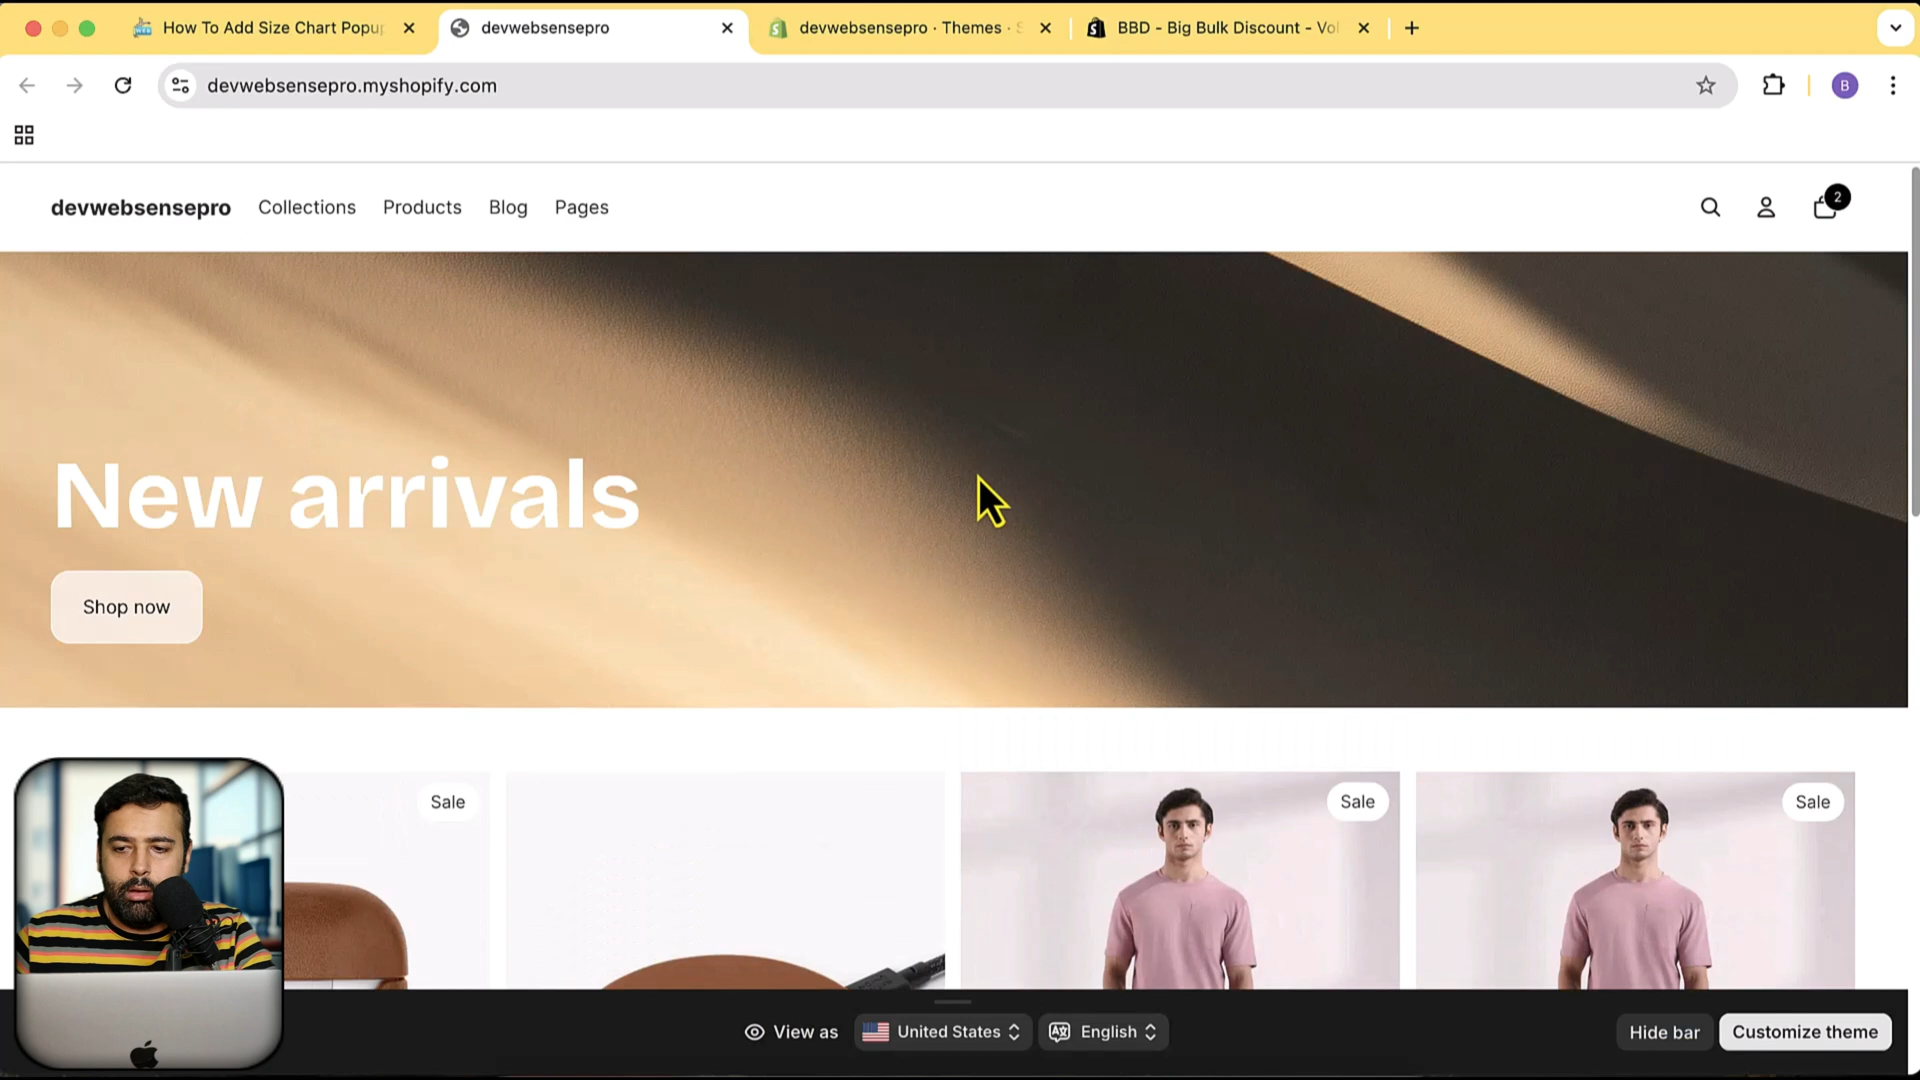 How To Add Size Chart Popu
devwebsensepro
devwebsensepro · Themes · S
BBD - Big Bulk Discount - Vol
devwebsensepro.myshopify.com
B
devwebsensepro
Collections
Products
Blog
Pages
2
New arrivals
Shop now
Sale
Sale
Sale
View as
United States
English
Hide bar
Customize theme